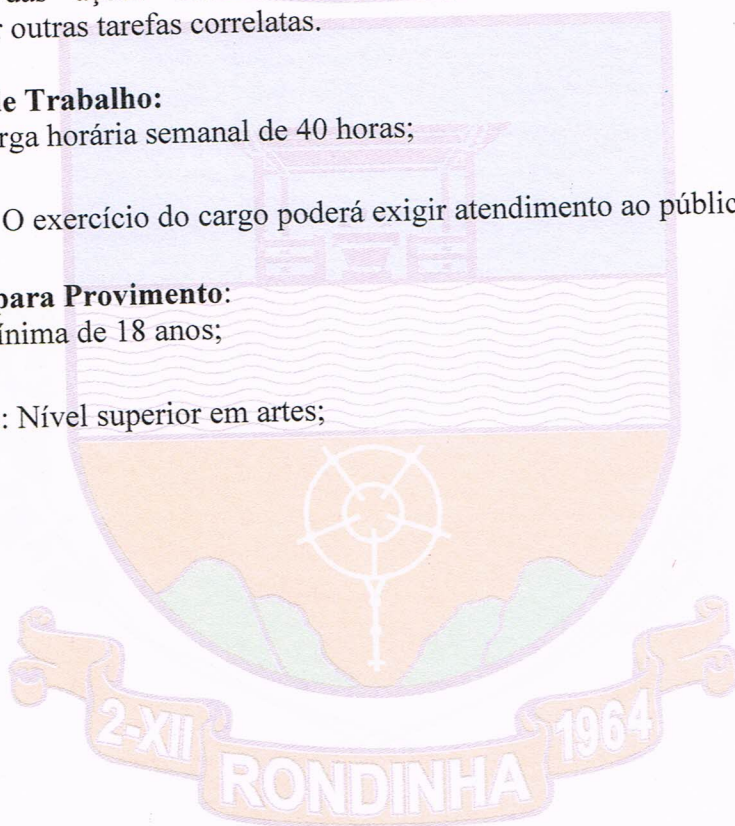 r outras tarefas correlatas.
e Trabalho:
rga horária semanal de 40 horas;
O exercício do cargo poderá exigir atendimento ao públic
para Provimento:
ínima de 18 anos;
: Nível superior em artes;
2-XII
1964
RONDINHA